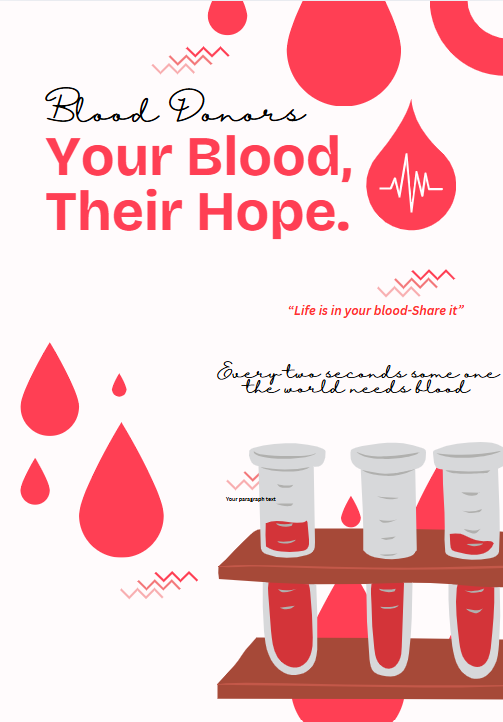 Blood Donors
Your Blood,
Their Hope.
“Life is in your blood-Share it”
Every two seconds some one
the world needs blood
Your paragraph text